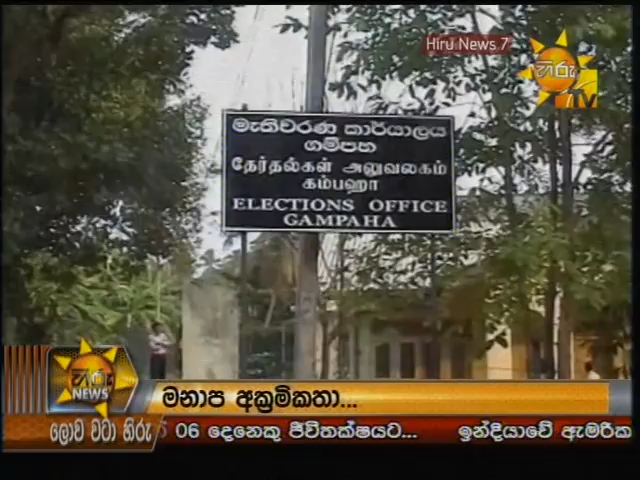 Hiru News 7
හිරු
TV
මැතිවරණ කාර්යාලය
ගම්පහ
தேர்தல்கள் அலுவலகம்
கம்பஹா
ELECTIONS OFFICE
GAMPAHA
හිරු
NEWS
මනාප අක්‍රමිකතා...
ලොව වටා හිරු
06 දෙනෙකු ජීවිතක්ෂයට... ඉන්දියාවේ ඇමරික